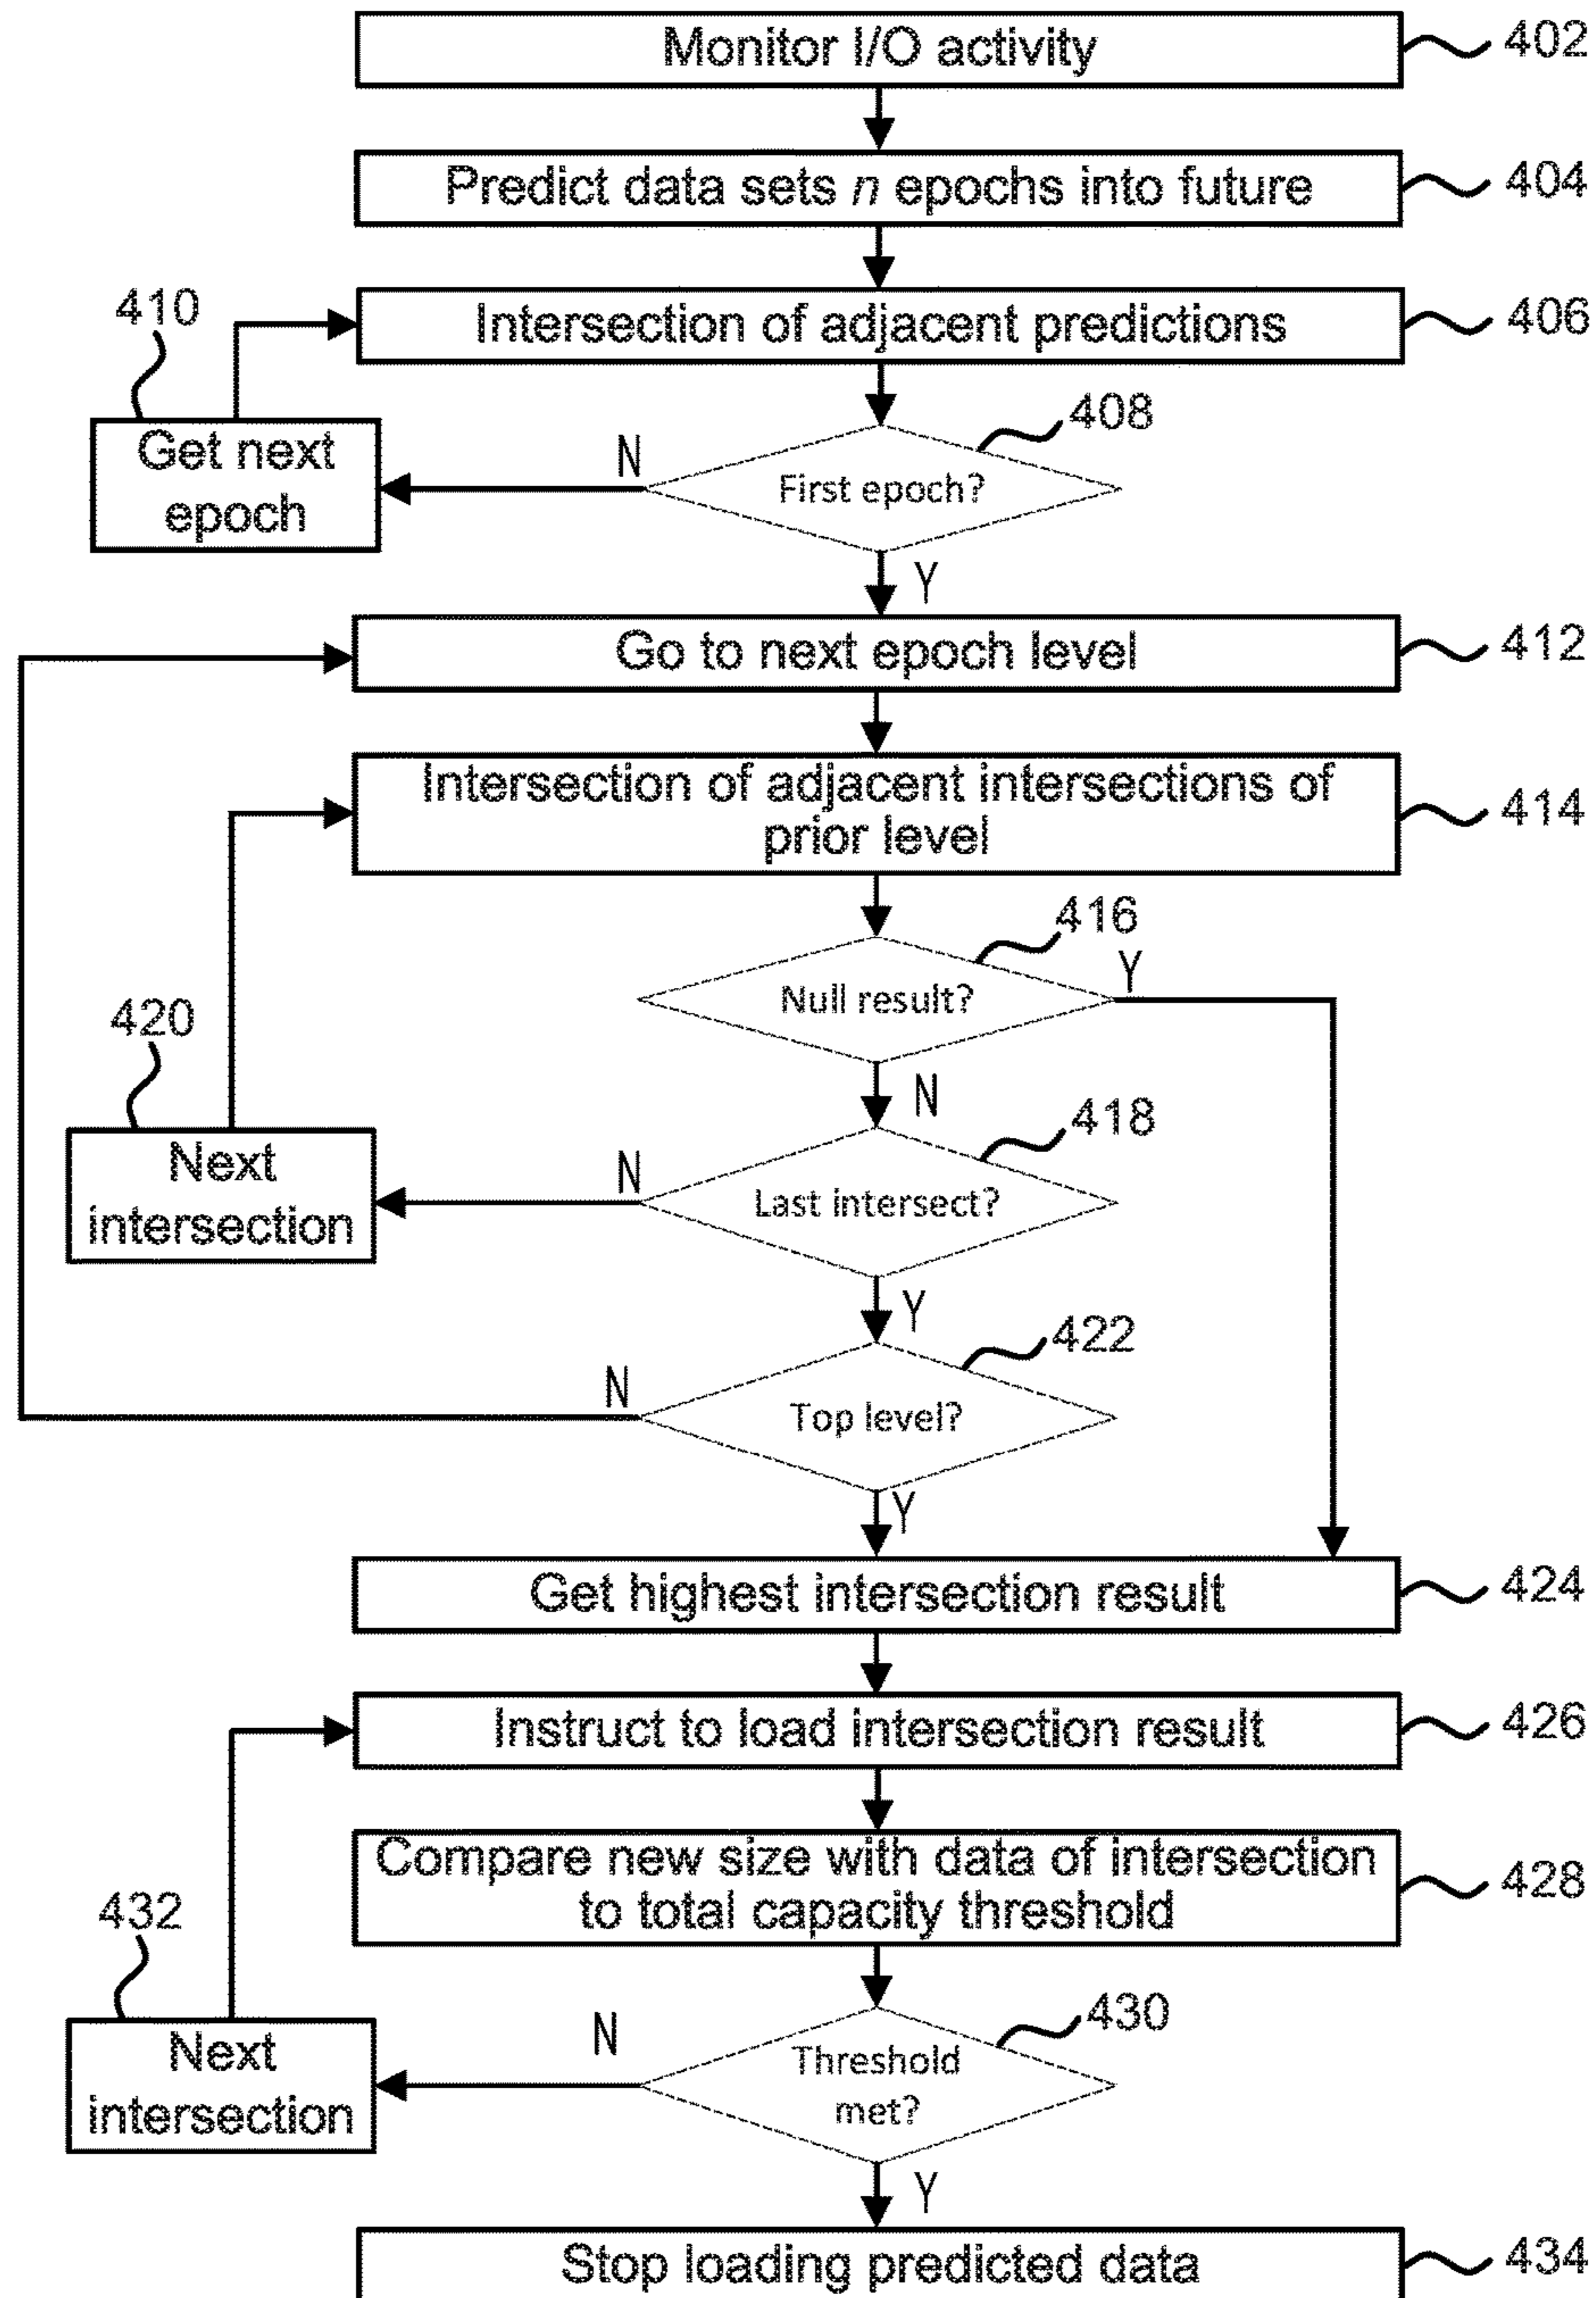 Monitor I/O activity
402
Predict data sets n epochs into future
404
410
Intersection of adjacent predictions
406
408
Get next
epoch
N
First epoch?
Y
Go to next epoch level
412
Intersection of adjacent intersections of
prior level
414
416
Null result?
Y
420
N
418
Next
intersection
N
Last intersect?
Y
422
N
Top level?
Y
Get highest intersection result
424
Instruct to load intersection result
426
Compare new size with data of intersection
to total capacity threshold
428
432
430
Next
intersection
N
Threshold
met?
Y
Stop loading predicted data
434